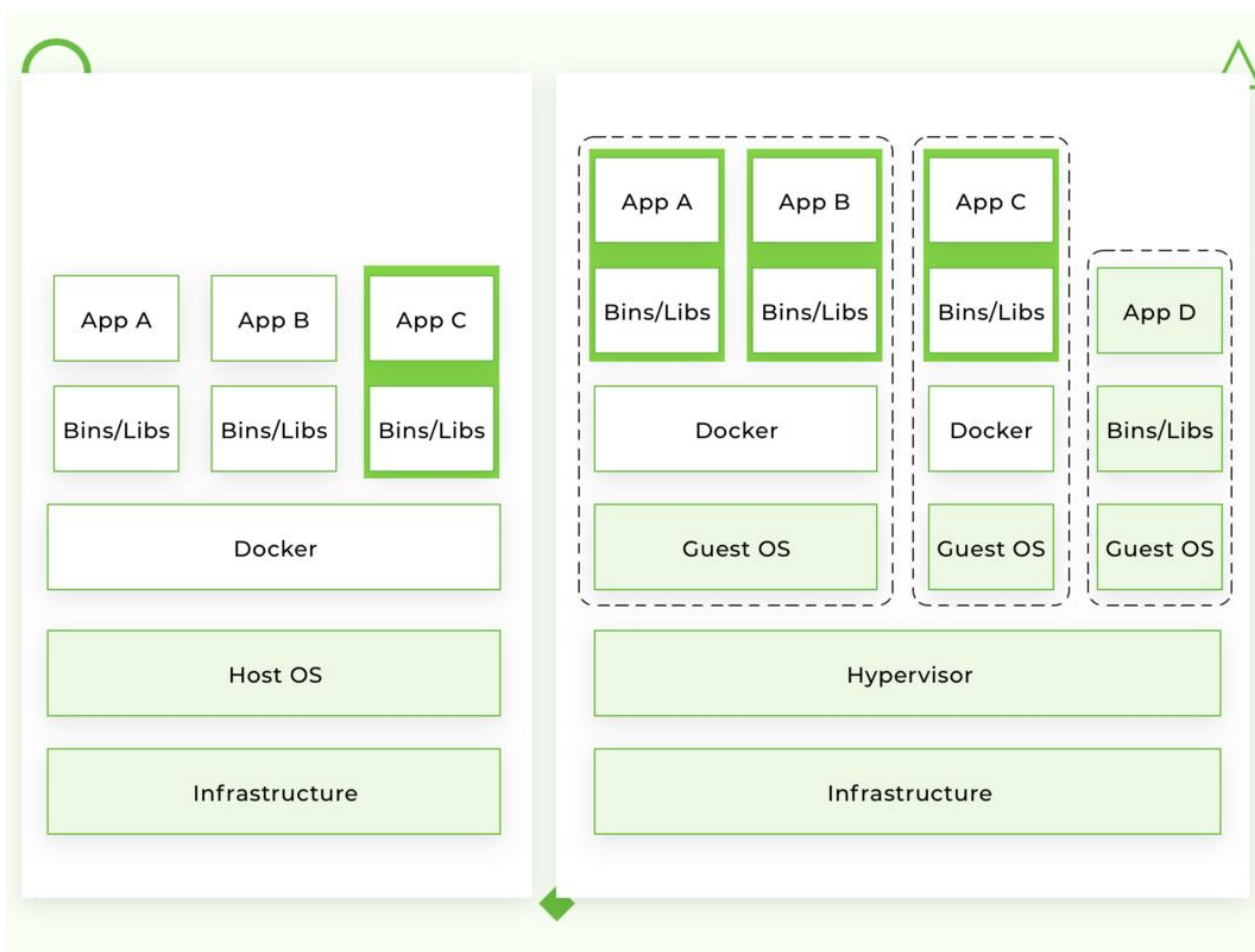 App A
App B
App C
Bins/Libs
Bins/Libs
Bins/Libs
Docker
Host OS
Infrastructure
App A
App B
App C
Bins/Libs
Bins/Libs
Bins/Libs
App D
Docker
Docker
Bins/Libs
Guest OS
Guest OS
Guest OS
Hypervisor
Infrastructure